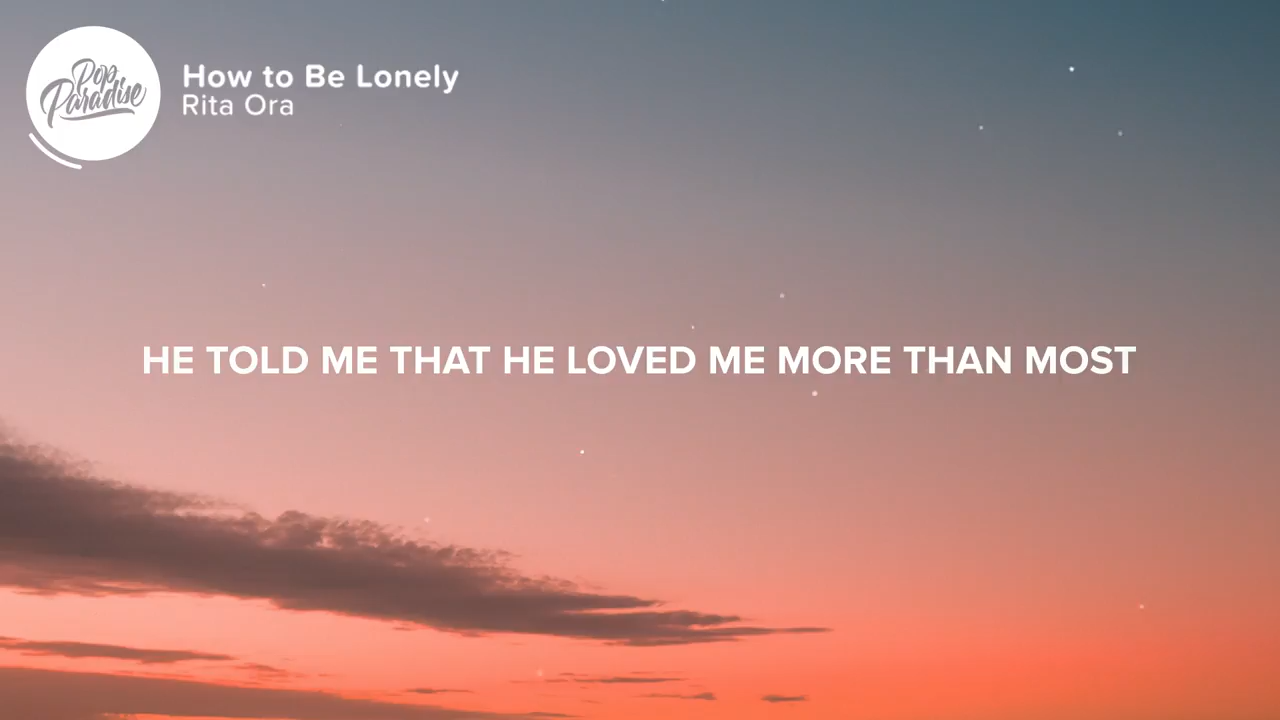 Pop
Paradise
How to Be Lonely
Rita Ora
HE TOLD ME THAT HE LOVED ME MORE THAN MOST